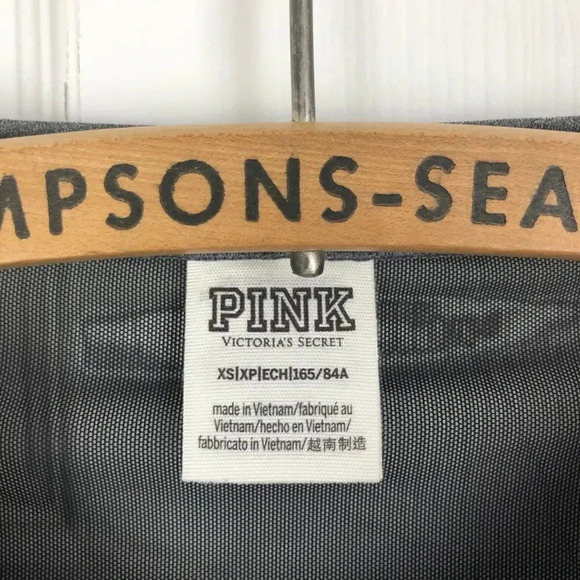 MPSONS-SEA
PINK
VICTORIA'S SECRET
XS|XP|ECH|165/84A
made in Vietnam/fabriqué au
Vietnam/hecho en Vietnam/
fabbricato in Vietnam/越南制造